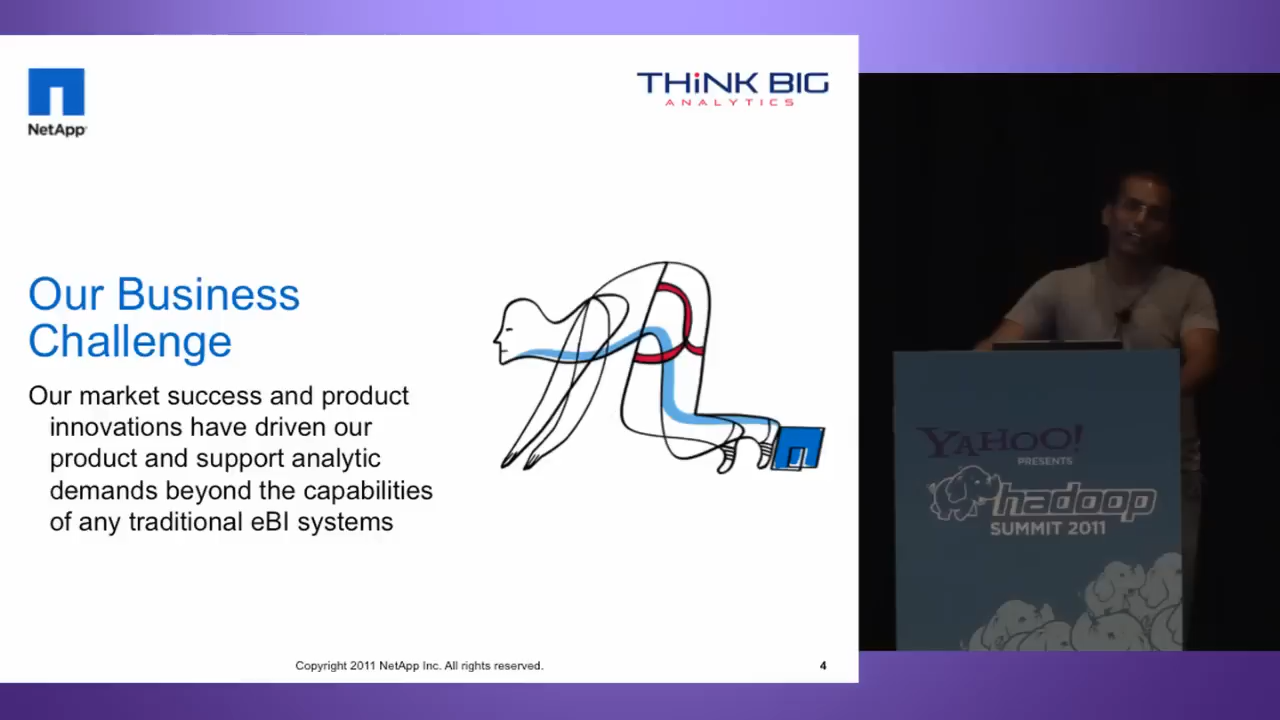 NetApp
THiNK BIG
ANALYTICS
Our Business
Challenge
Our market success and product
innovations have driven our
product and support analytic
demands beyond the capabilities
of any traditional eBI systems
Copyright 2011 NetApp Inc. All rights reserved.
4
YAHOO!
PRESENTS
hadoop
SUMMIT 2011